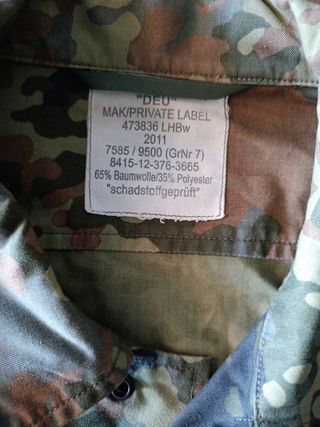 "DEU"
MAK/PRIVATE LABEL
473836 LHBw
2011
7585 / 9500 (GrNr 7)
8415-12-376-3665
65% Baumwolle/35% Polyester
"schadstoffgeprüft"